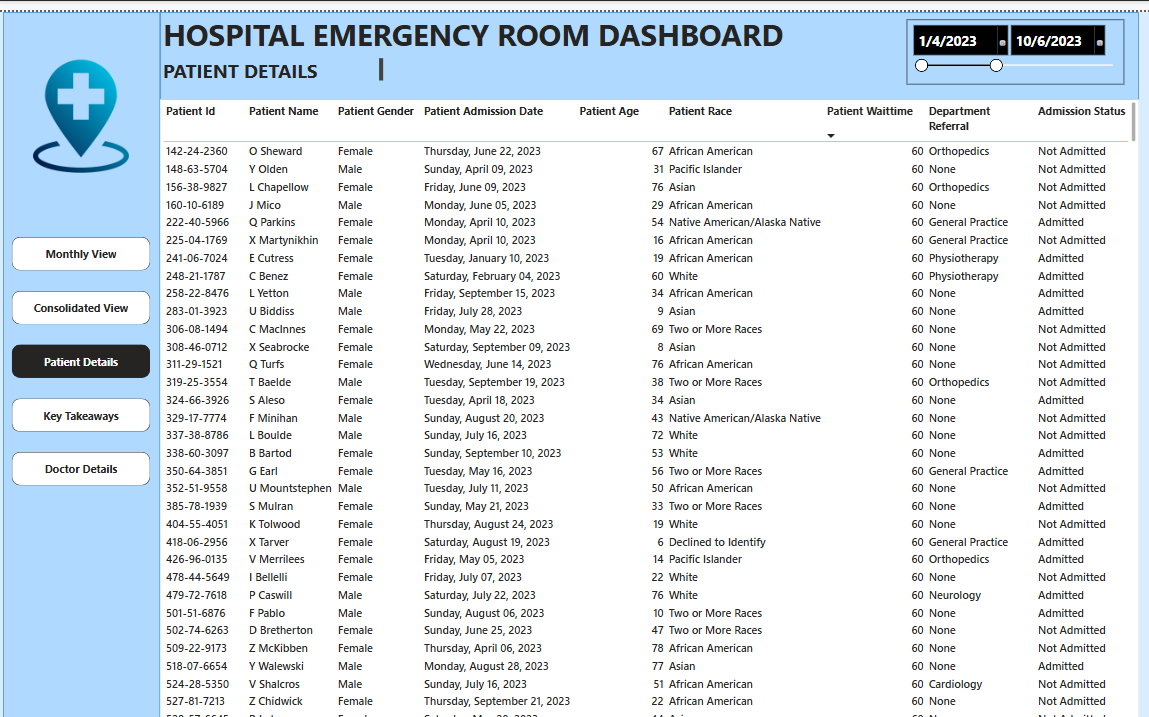 HOSPITAL EMERGENCY ROOM DASHBOARD
PATIENT DETAILS
1/4/2023 10/6/2023
Monthly View
Consolidated View
Patient Details
Key Takeaways
Doctor Details
Patient Id Patient Name Patient Gender Patient Admission Date Patient Age Patient Race Patient Waittime Department Referral Admission Status
142-24-2360 O Sheward Female Thursday, June 22, 2023 67 African American 60 Orthopedics Not Admitted
148-63-5704 Y Olden Male Sunday, April 09, 2023 31 Pacific Islander 60 None Not Admitted
156-38-9827 L Chapellow Female Friday, June 09, 2023 76 Asian 60 Orthopedics Not Admitted
160-10-6189 J Mico Male Monday, June 05, 2023 29 African American 60 None Not Admitted
222-40-5966 Q Parkins Female Monday, April 10, 2023 54 Native American/Alaska Native 60 General Practice Admitted
225-04-1769 X Martynikhin Female Monday, April 10, 2023 16 African American 60 General Practice Not Admitted
241-06-7024 E Cutress Female Tuesday, January 10, 2023 19 African American 60 Physiotherapy Admitted
248-21-1787 C Benez Female Saturday, February 04, 2023 60 White 60 Physiotherapy Admitted
258-22-8476 L Yetton Male Friday, September 15, 2023 34 African American 60 None Admitted
283-01-3923 U Biddiss Male Friday, July 28, 2023 9 Asian 60 None Admitted
306-08-1494 C MacInnes Female Monday, May 22, 2023 69 Two or More Races 60 None Not Admitted
308-46-0712 X Seabrocke Female Saturday, September 09, 2023 8 Asian 60 None Not Admitted
311-29-1521 Q Turfs Female Wednesday, June 14, 2023 76 African American 60 None Not Admitted
319-25-3554 T Baelde Male Tuesday, September 19, 2023 38 Two or More Races 60 Orthopedics Not Admitted
324-66-3926 S Aleso Female Tuesday, April 18, 2023 34 Asian 60 None Admitted
329-17-7774 F Minihan Male Sunday, August 20, 2023 43 Native American/Alaska Native 60 None Not Admitted
337-38-8786 L Boulde Male Sunday, July 16, 2023 72 White 60 None Not Admitted
338-60-3097 B Bartod Male Sunday, September 10, 2023 53 White 60 None Admitted
350-64-3851 G Earl Female Tuesday, May 16, 2023 56 Two or More Races 60 General Practice Admitted
352-51-9558 U Mountstephen Male Tuesday, July 11, 2023 50 African American 60 None Not Admitted
385-78-1939 S Mulran Female Sunday, May 21, 2023 33 Two or More Races 60 None Admitted
404-55-4051 K Tolwood Female Thursday, August 24, 2023 19 White 60 None Not Admitted
418-06-2956 X Tarver Female Saturday, August 19, 2023 6 Declined to Identify 60 General Practice Admitted
426-96-0135 V Merrilees Female Friday, May 05, 2023 14 Pacific Islander 60 Orthopedics Admitted
478-44-5649 I Bellelli Female Friday, July 07, 2023 22 White 60 None Not Admitted
479-72-7618 P Caswill Male Saturday, July 22, 2023 76 White 60 Neurology Admitted
501-51-6876 F Pablo Male Sunday, August 06, 2023 10 Two or More Races 60 None Admitted
502-74-6263 D Bretherton Female Sunday, June 25, 2023 47 Two or More Races 60 None Not Admitted
509-22-9173 Z McKibben Female Thursday, April 06, 2023 78 African American 60 None Not Admitted
518-07-6654 Y Walewski Male Monday, August 28, 2023 77 Asian 60 None Admitted
524-28-5350 V Shalcros Male Sunday, July 16, 2023 51 African American 60 Cardiology Not Admitted
527-81-7213 Z Chidwick Female Thursday, September 21, 2023 22 African American 60 None Not Admitted